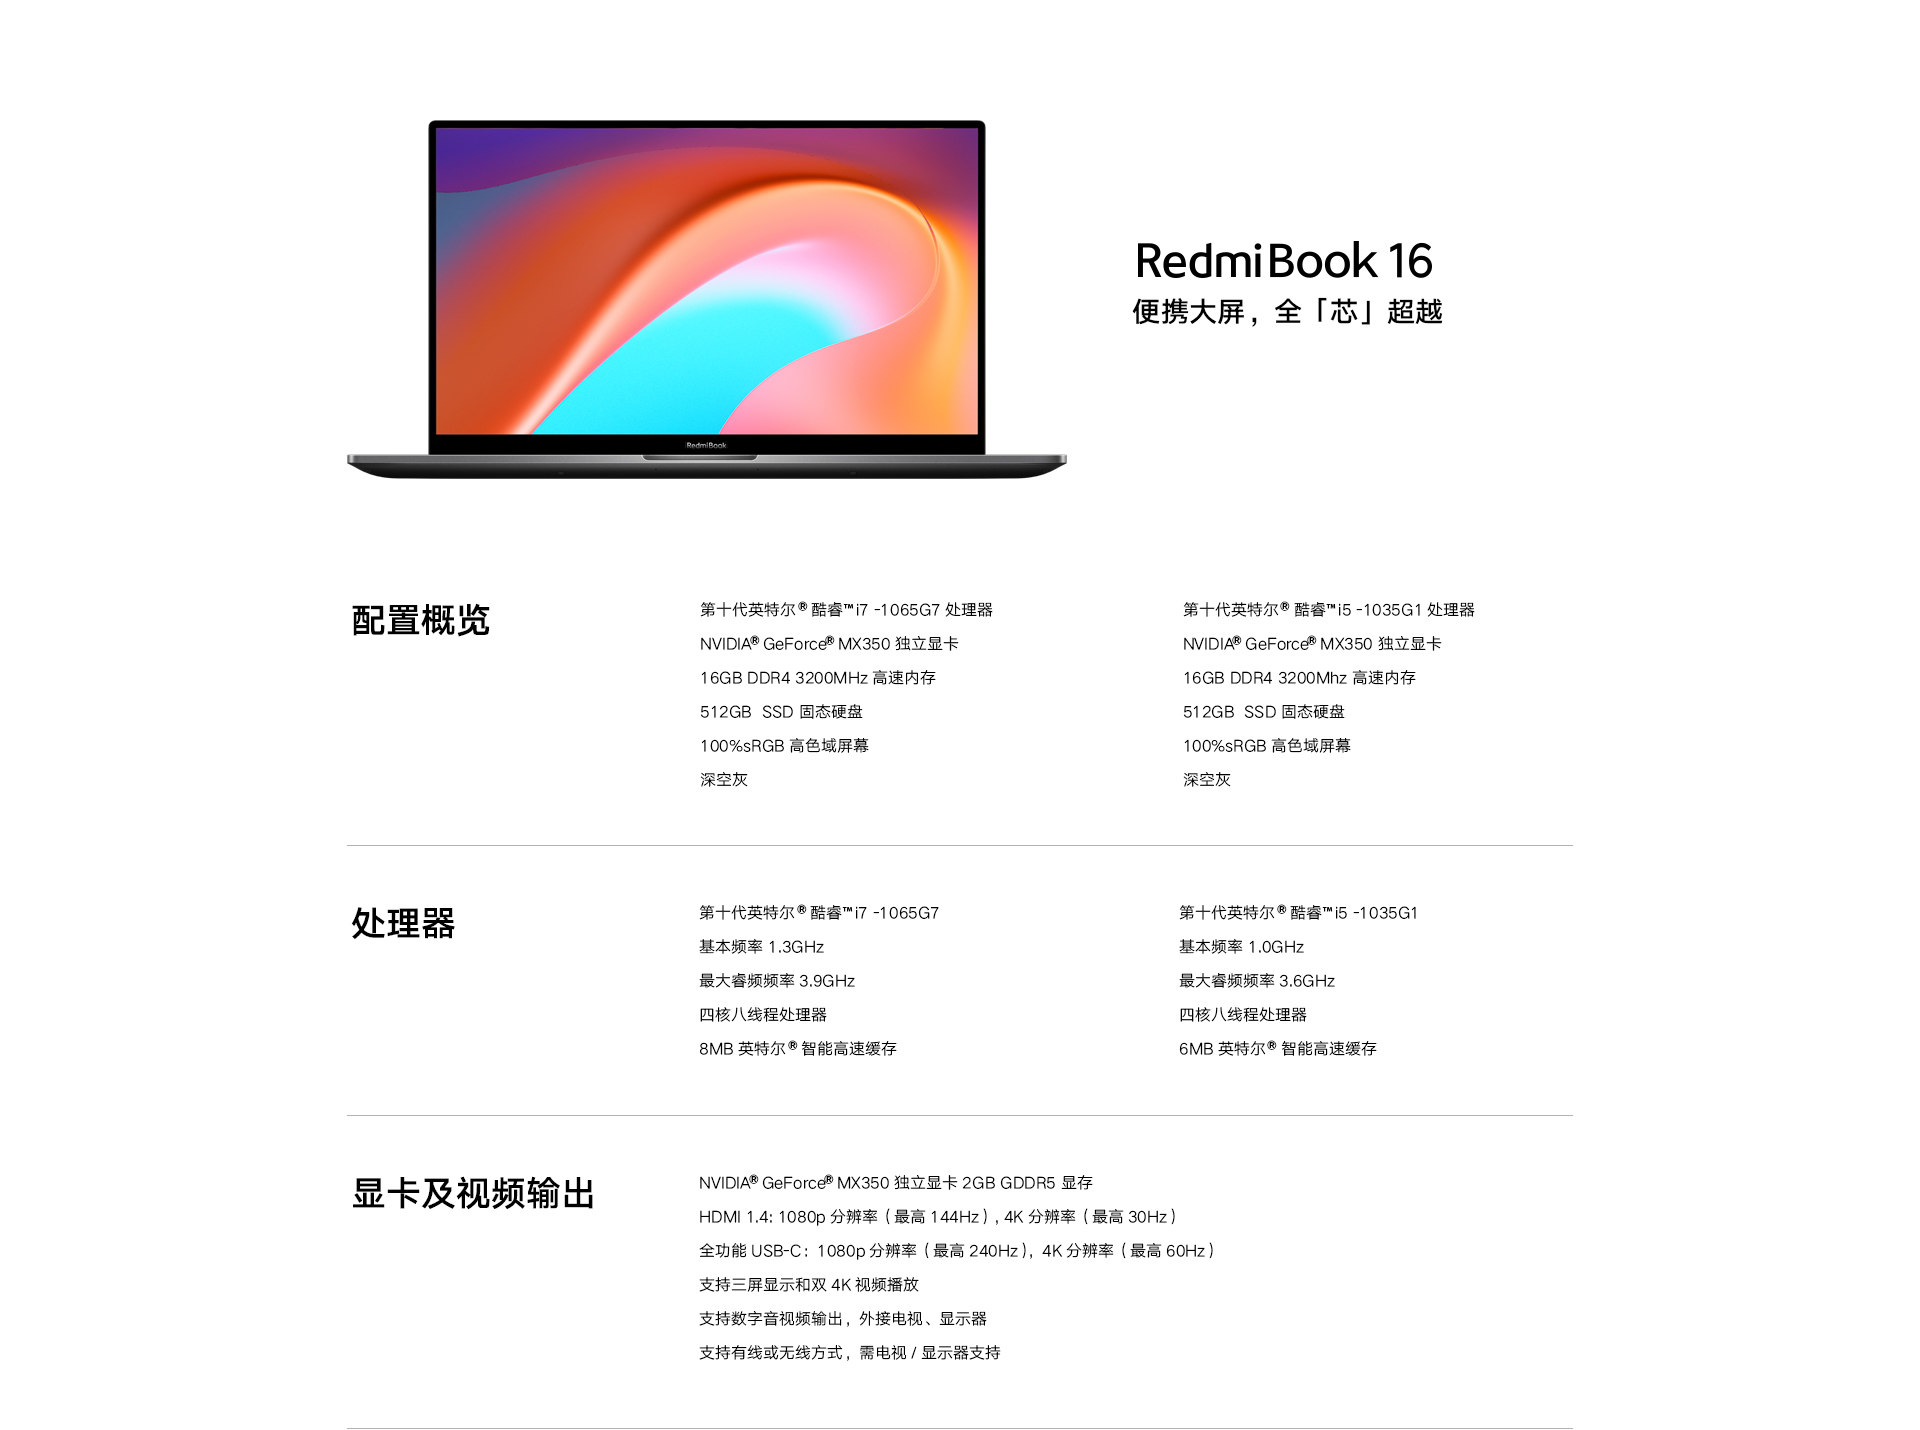 RedmiBook 16
便携大屏，全「芯」超越
RedmiBook
配置概览
第十代英特尔® 酷睿™ i7 -1065G7 处理器
NVIDIA® GeForce® MX350 独立显卡
16GB DDR4 3200MHz 高速内存
512GB SSD 固态硬盘
100%sRGB 高色域屏幕
深空灰
第十代英特尔® 酷睿™ i5 -1035G1 处理器
NVIDIA® GeForce® MX350 独立显卡
16GB DDR4 3200Mhz 高速内存
512GB SSD 固态硬盘
100%sRGB 高色域屏幕
深空灰
处理器
第十代英特尔® 酷睿™ i7 -1065G7
基本频率 1.3GHz
最大睿频频率 3.9GHz
四核八线程处理器
8MB 英特尔® 智能高速缓存
第十代英特尔® 酷睿™ i5 -1035G1
基本频率 1.0GHz
最大睿频频率 3.6GHz
四核八线程处理器
6MB 英特尔® 智能高速缓存
显卡及视频输出
NVIDIA® GeForce® MX350 独立显卡 2GB GDDR5 显存
HDMI 1.4: 1080p 分辨率（最高 144Hz）, 4K 分辨率（最高 30Hz）
全功能 USB-C：1080p 分辨率（最高 240Hz），4K 分辨率（最高 60Hz）
支持三屏显示和双 4K 视频播放
支持数字音视频输出，外接电视、显示器
支持有线或无线方式，需电视 / 显示器支持